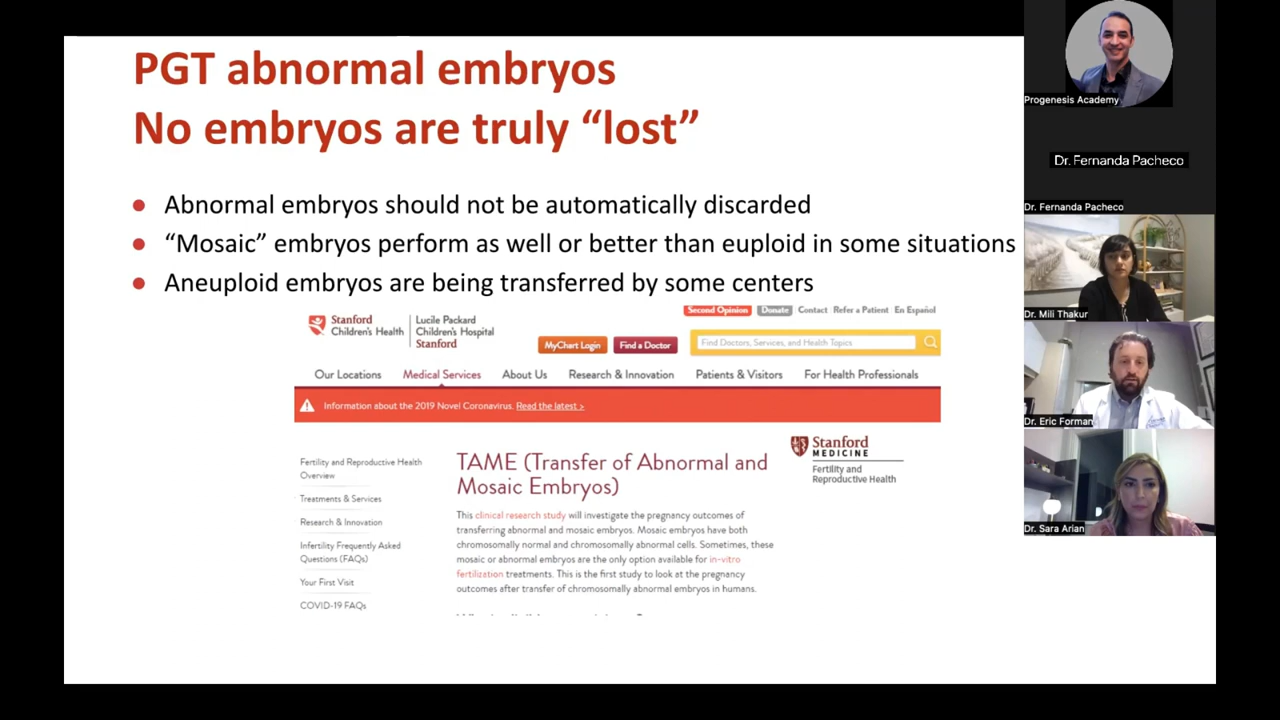 PGT abnormal embryos
No embryos are truly “lost”
Abnormal embryos should not be automatically discarded
“Mosaic” embryos perform as well or better than euploid in some situations
Aneuploid embryos are being transferred by some centers
Stanford
Children's Health
Lucile Packard
Children's Hospital
Stanford
Second Opinion
Donate
Contact
Refer a Patient
En Español
MyChart Login
Find a Doctor
Find Doctors, Services, and Health Topics
Our Locations
Medical Services
About Us
Research & Innovation
Patients & Visitors
For Health Professionals
Information about the 2019 Novel Coronavirus. Read the latest >
Fertility and Reproductive Health
Overview
Treatments & Services
Research & Innovation
Infertility Frequently Asked
Questions (FAQs)
Your First Visit
COVID-19 FAQs
TAME (Transfer of Abnormal and
Mosaic Embryos)
This clinical research study will investigate the pregnancy outcomes of
transferring abnormal and mosaic embryos. Mosaic embryos have both
chromosomally normal and chromosomally abnormal cells. Sometimes, these
mosaic or abnormal embryos are the only option available for in-vitro
fertilization treatments. This is the first study to look at the pregnancy
outcomes after transfer of chromosomally abnormal embryos in humans.
Stanford
MEDICINE
Fertility and
Reproductive Health
Progenesis Academy
Dr. Fernanda Pacheco
Dr. Fernanda Pacheco
Dr. Mili Thakur
Dr. Eric Forman
Dr. Sara Arian